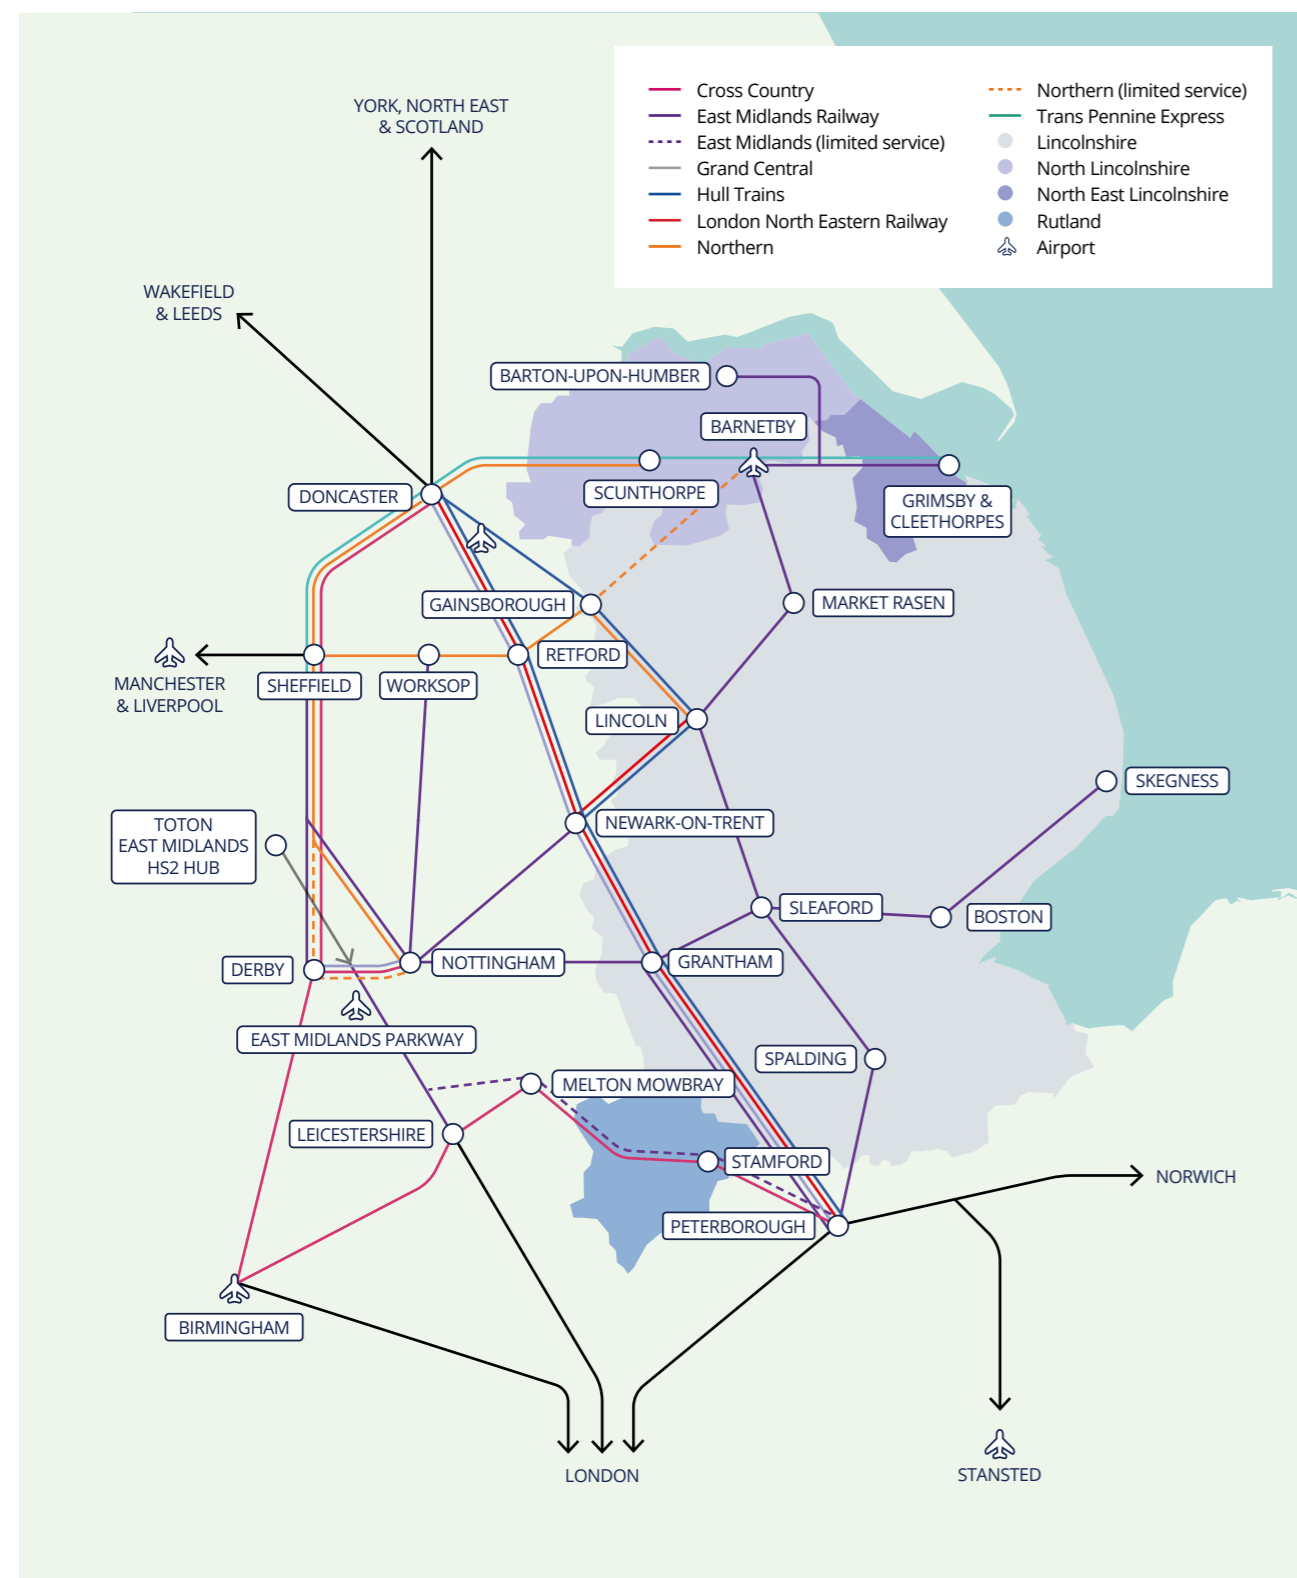 Cross Country
East Midlands Railway
East Midlands (limited service)
Grand Central
Hull Trains
London North Eastern Railway
Northern
Northern (limited service)
Trans Pennine Express
Lincolnshire
North Lincolnshire
North East Lincolnshire
Rutland
Airport
YORK, NORTH EAST
& SCOTLAND
WAKEFIELD
& LEEDS
BARTON-UPON-HUMBER
BARNETBY
DONCASTER
SCUNTHORPE
GRIMSBY &
CLEETHORPES
GAINSBOROUGH
MARKET RASEN
RETFORD
MANCHESTER
& LIVERPOOL
SHEFFIELD
WORKSOP
LINCOLN
SKEGNESS
TOTON
EAST MIDLANDS
HS2 HUB
NEWARK-ON-TRENT
SLEAFORD
BOSTON
DERBY
NOTTINGHAM
GRANTHAM
EAST MIDLANDS PARKWAY
SPALDING
MELTON MOWBRAY
LEICESTERSHIRE
STAMFORD
NORWICH
PETERBOROUGH
BIRMINGHAM
LONDON
STANSTED